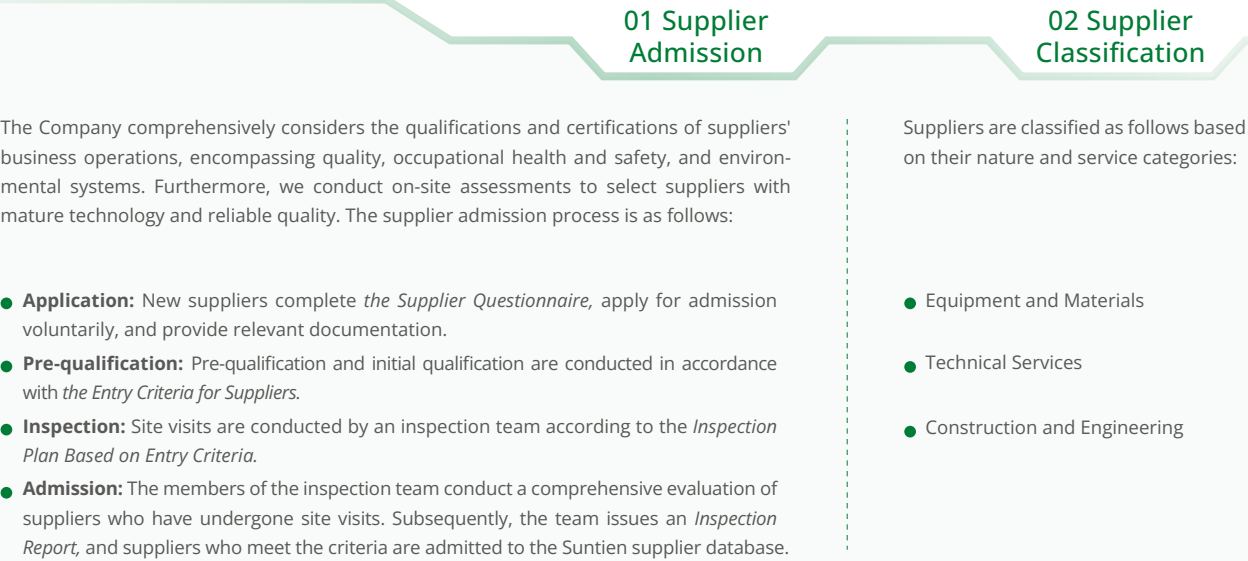 01 Supplier
Admission
The Company comprehensively considers the qualifications and certifications of suppliers'
business operations, encompassing quality, occupational health and safety, and environ-
mental systems. Furthermore, we conduct on-site assessments to select suppliers with
mature technology and reliable quality. The supplier admission process is as follows:
Application: New suppliers complete the Supplier Questionnaire, apply for admission
voluntarily, and provide relevant documentation.
Pre-qualification: Pre-qualification and initial qualification are conducted in accordance
with the Entry Criteria for Suppliers.
Inspection: Site visits are conducted by an inspection team according to the Inspection
Plan Based on Entry Criteria.
Admission: The members of the inspection team conduct a comprehensive evaluation of
suppliers who have undergone site visits. Subsequently, the team issues an Inspection
Report, and suppliers who meet the criteria are admitted to the Suntien supplier database.
02 Supplier
Classification
Suppliers are classified as follows based
on their nature and service categories:
Equipment and Materials
Technical Services
Construction and Engineering